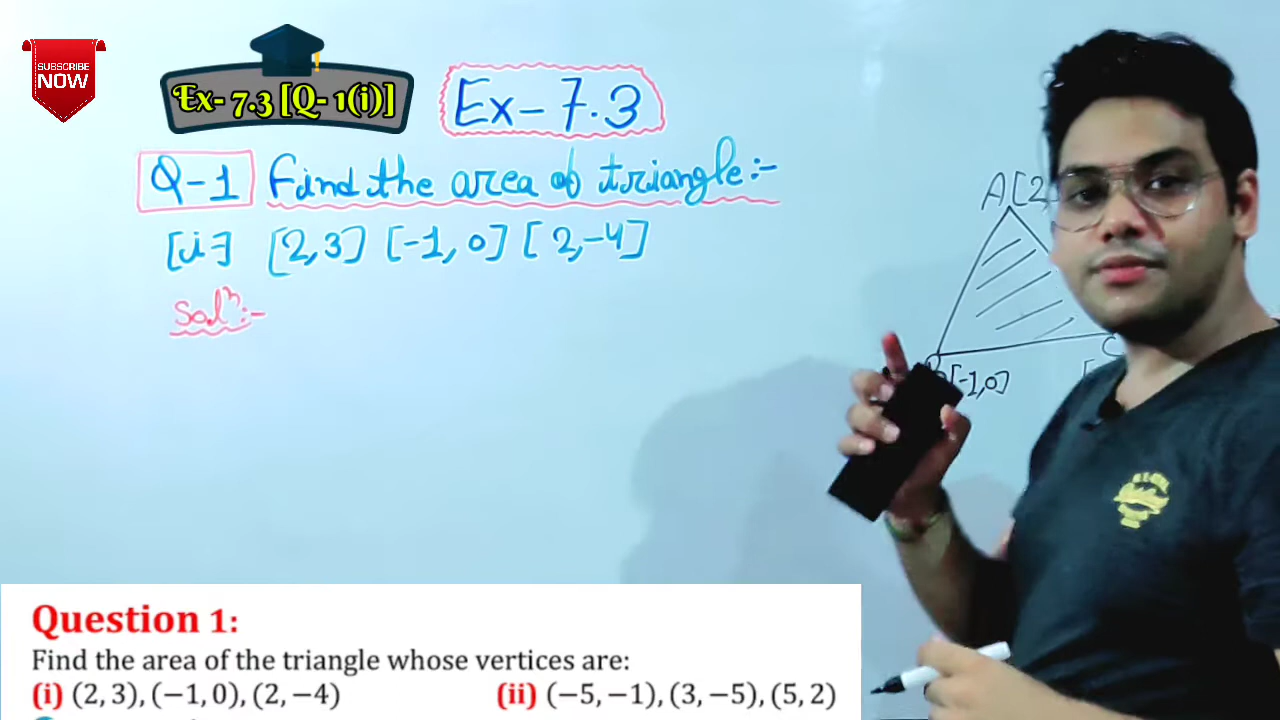 SUBSCRIBE
NOW
Ex- 7.3 [Q- 1(i)]
Ex-7.3
Q-1 Find the area of triangle:-
[i-] [2,3] [-1,0] [2,-4]
Solⁿ:-
A[2,
[-1,0]
C
[
Question 1:
Find the area of the triangle whose vertices are:
(i) (2, 3), (−1, 0), (2, −4) (ii) (−5, −1), (3, −5), (5, 2)